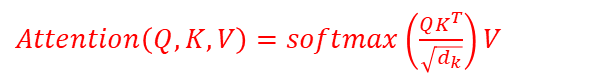 Attention(Q, K, V) = softmax(QK^T / √d_k)V